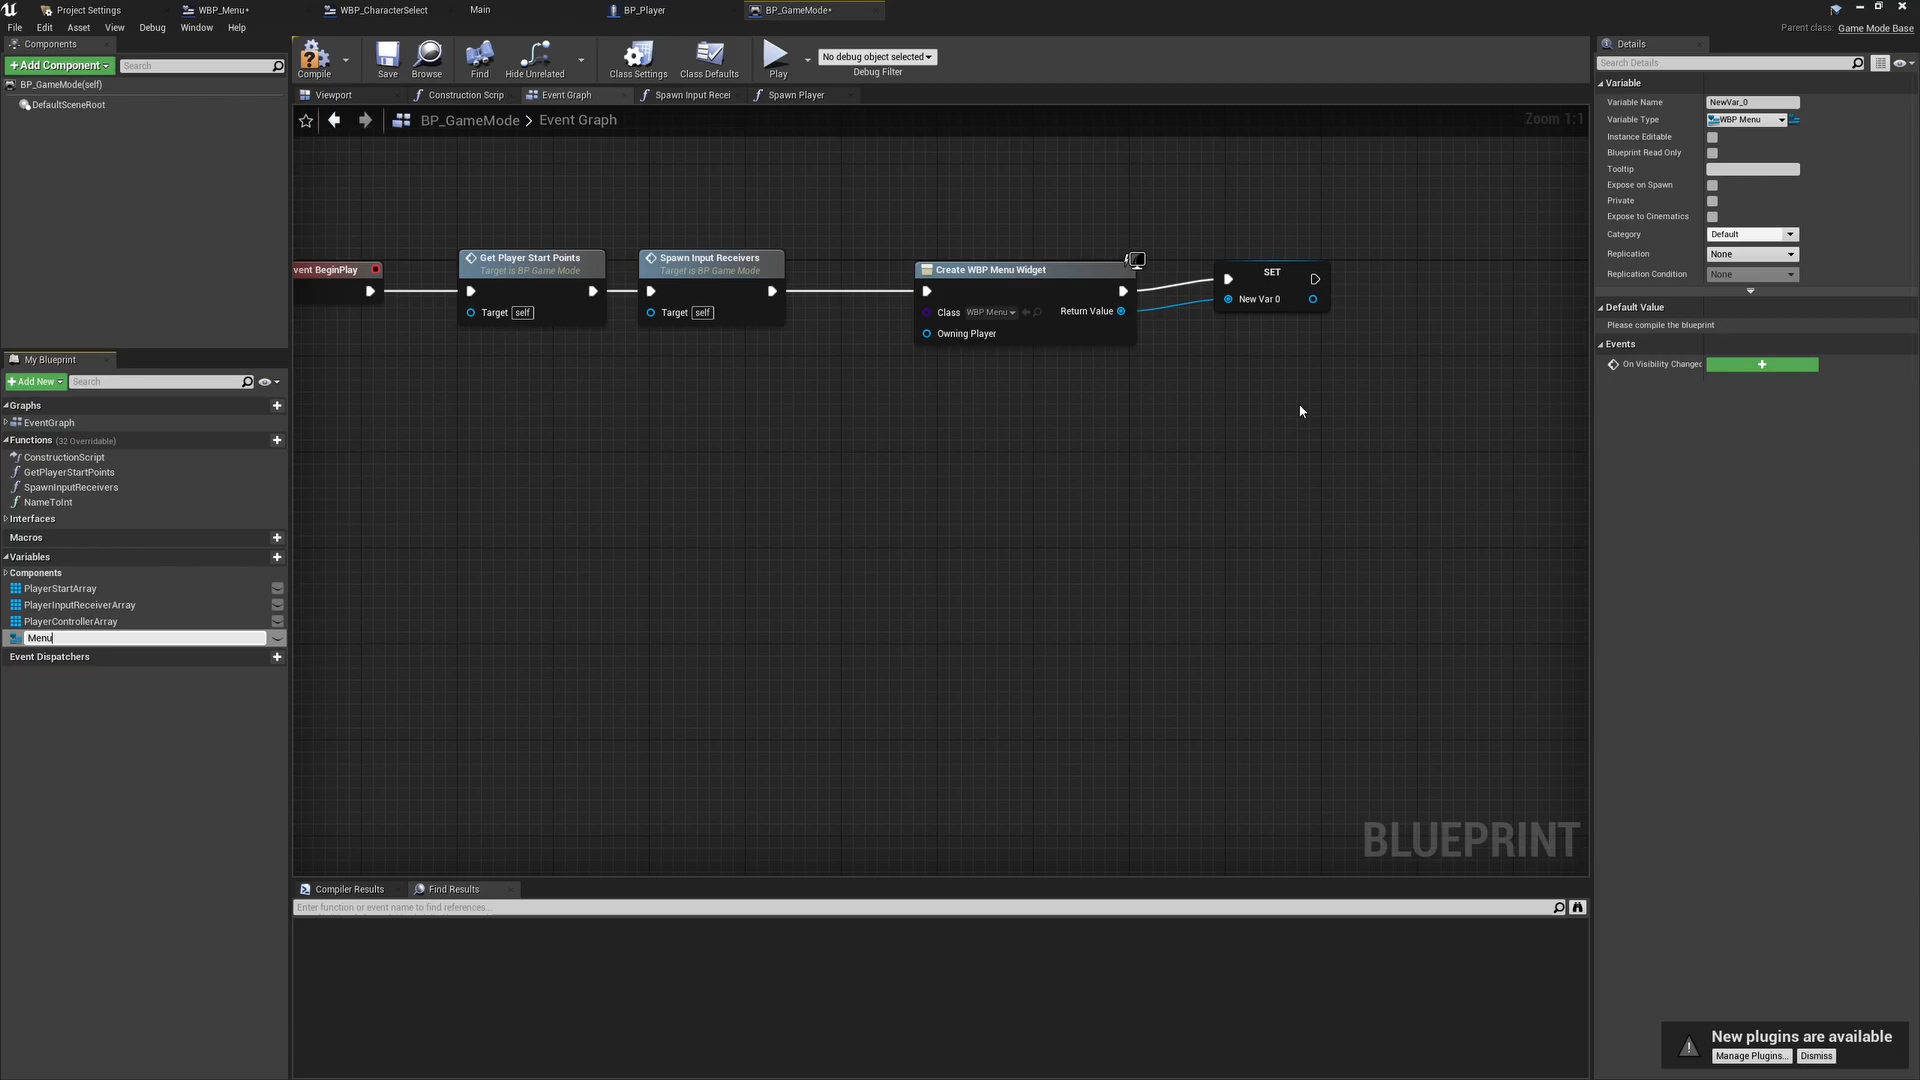 Project Settings
WBP_Menu*
WBP_CharacterSelect
Main
BP_Player
BP_GameMode*
File Edit Asset View Debug Window Help
Parent class: Game Mode Base
Components
+Add Component
Search
BP_GameMode(self)
DefaultSceneRoot
Compile
Save
Browse
Find
Hide Unrelated
Class Settings
Class Defaults
Play
No debug object selected
Debug Filter
Viewport
Construction Scrip
Event Graph
Spawn Input Recei
Spawn Player
BP_GameMode > Event Graph
Zoom 1:1
vent BeginPlay
Get Player Start Points
Target is BP Game Mode
Target self
Spawn Input Receivers
Target is BP Game Mode
Target self
Create WBP Menu Widget
Class WBP Menu
Return Value
Owning Player
SET
New Var 0
BLUEPRINT
My Blueprint
+Add New
Search
Graphs
EventGraph
Functions (32 Overridable)
ConstructionScript
GetPlayerStartPoints
SpawnInputReceivers
NameToInt
Interfaces
Macros
Variables
Components
PlayerStartArray
PlayerInputReceiverArray
PlayerControllerArray
Menu
Event Dispatchers
Compiler Results
Find Results
Enter function or event name to find references...
Details
Search Details
Variable
Variable Name NewVar_0
Variable Type WBP Menu
Instance Editable
Blueprint Read Only
Tooltip
Expose on Spawn
Private
Expose to Cinematics
Category Default
Replication None
Replication Condition None
Default Value
Please compile the blueprint
Events
On Visibility Changed
New plugins are available
Manage Plugins... Dismiss